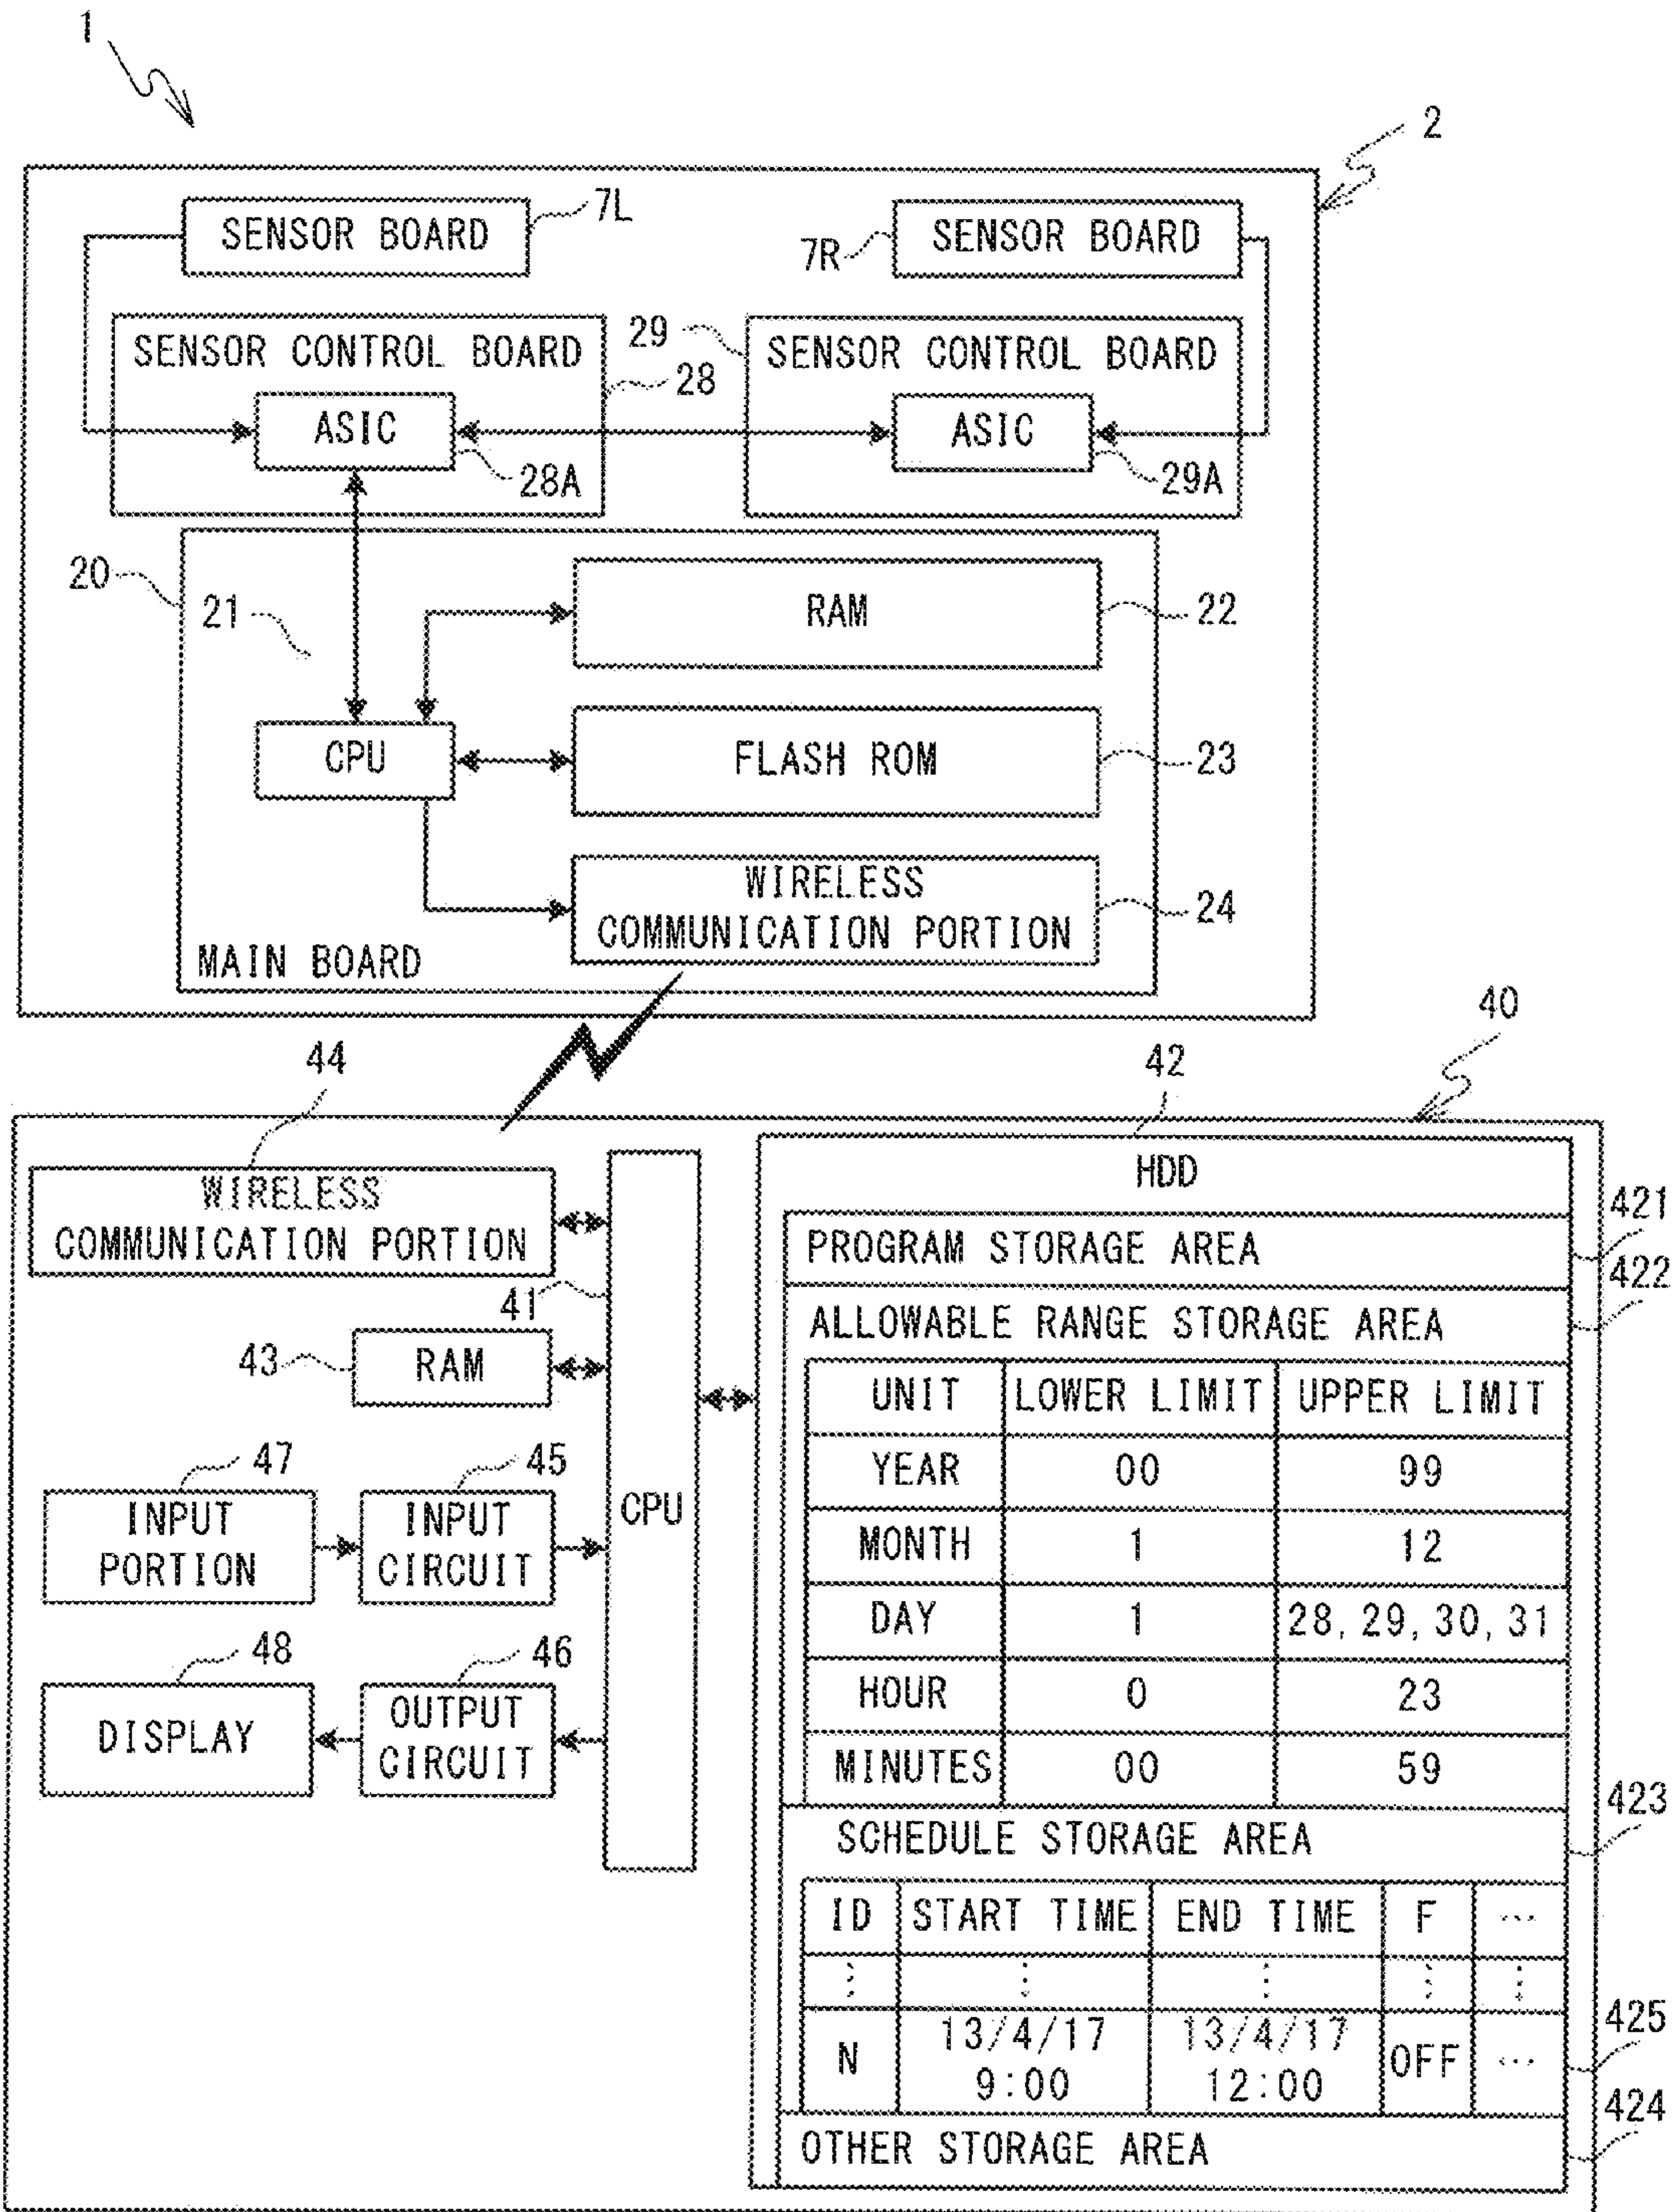 1
2
SENSOR BOARD
7L
7R
SENSOR BOARD
SENSOR CONTROL BOARD
28
29
SENSOR CONTROL BOARD
ASIC
28A
ASIC
29A
20
21
RAM
22
CPU
FLASH ROM
23
WIRELESS
COMMUNICATION PORTION
24
MAIN BOARD
40
44
WIRELESS
COMMUNICATION PORTION
41
43
RAM
47
INPUT
PORTION
45
INPUT
CIRCUIT
CPU
48
DISPLAY
46
OUTPUT
CIRCUIT
42
HDD
421
PROGRAM STORAGE AREA
422
ALLOWABLE RANGE STORAGE AREA
UNIT LOWER LIMIT UPPER LIMIT
YEAR 00 99
MONTH 1 12
DAY 1 28, 29, 30, 31
HOUR 0 23
MINUTES 00 59
423
SCHEDULE STORAGE AREA
ID START TIME END TIME F ...
⋮ ⋮ ⋮ ⋮ ⋮
425
N 13/4/17 13/4/17 OFF ...
9:00 12:00
424
OTHER STORAGE AREA